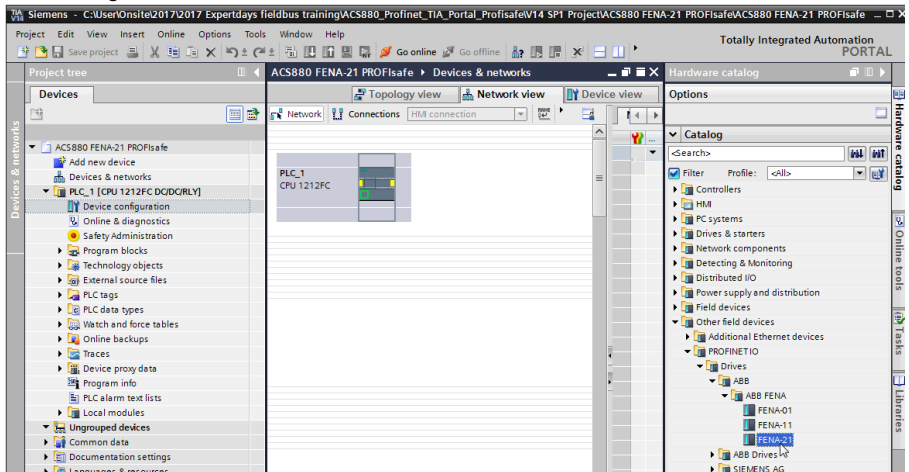 Siemens - C:\User\Onsite\2017\2017 Expertdays fieldbus training\ACS880_Profinet_TIA_Portal_Profisafe\V14 SP1 Project\ACS880 FENA-21 PROFIsafe\ACS880 FENA-21 PROFIsafe
Project Edit View Insert Online Options Tools Window Help
Save project Go online Go offline
Totally Integrated Automation
PORTAL
Project tree
Devices
Devices & networks
ACS880 FENA-21 PROFIsafe
Add new device
Devices & networks
PLC_1 [CPU 1212FC DC/DC/RLY]
Device configuration
Online & diagnostics
Safety Administration
Program blocks
Technology objects
External source files
PLC tags
PLC data types
Watch and force tables
Online backups
Traces
Device proxy data
Program info
PLC alarm text lists
Local modules
Ungrouped devices
Common data
Documentation settings
Languages & resources
ACS880 FENA-21 PROFIsafe Devices & networks
Topology view Network view Device view
Network Connections HMI connection
PLC_1
CPU 1212FC
Hardware catalog
Options
Catalog
<Search>
Filter Profile: <All>
Controllers
HMI
PC systems
Drives & starters
Network components
Detecting & Monitoring
Distributed I/O
Power supply and distribution
Field devices
Other field devices
Additional Ethernet devices
PROFINET IO
Drives
ABB
ABB FENA
FENA-01
FENA-11
FENA-21
ABB Drives
SIEMENS AG
Hardware catalog
Online tools
Tasks
Libraries